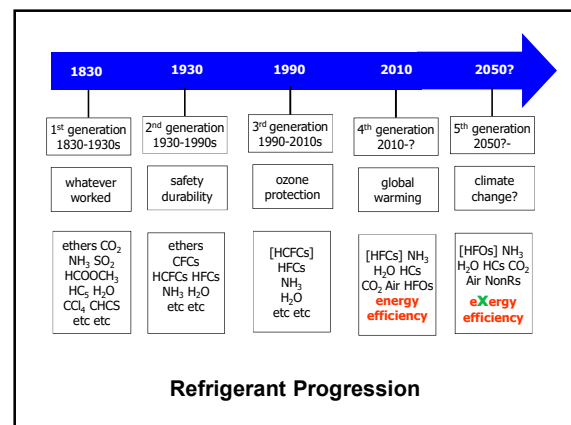 1830 1930 1990 2010 2050?
1st generation
1830-1930s
2nd generation
1930-1990s
3rd generation
1990-2010s
4th generation
2010-?
5th generation
2050?-
whatever
worked
safety
durability
ozone
protection
global
warming
climate
change?
ethers CO2
NH3 SO2
HCOOCH3
HC5 H2O
CCl4 CHCS
etc etc
ethers
CFCs
HCFCs HFCs
NH3 H2O
etc etc
[HCFCs]
HFCs
NH3
H2O
etc etc
[HFCs] NH3
H2O HCs
CO2 Air HFOs
energy
efficiency
[HFOs] NH3
H2O HCs CO2
Air NonRs
eXergy
efficiency
Refrigerant Progression